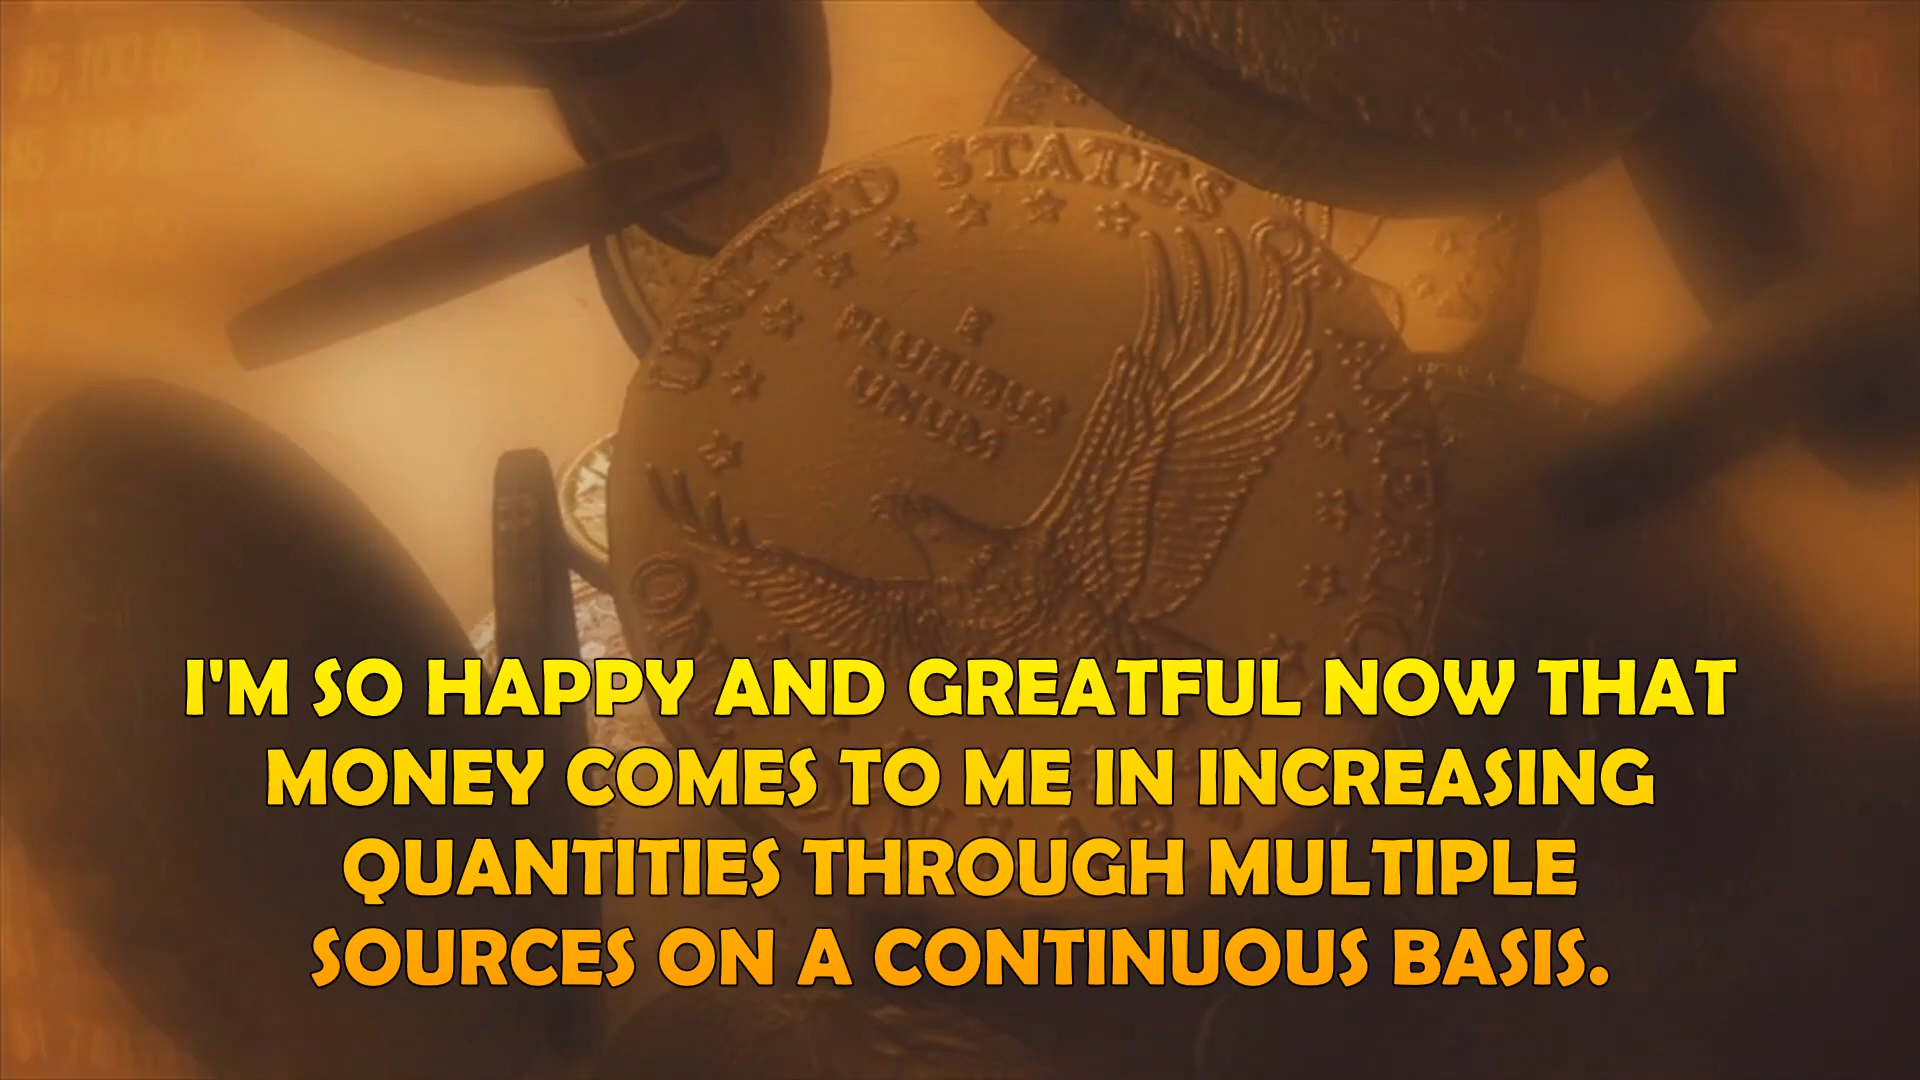 UNITED STATES OF AMERICA
E
PLURIBUS
UNUM
I'M SO HAPPY AND GREATFUL NOW THAT
MONEY COMES TO ME IN INCREASING
QUANTITIES THROUGH MULTIPLE
SOURCES ON A CONTINUOUS BASIS.